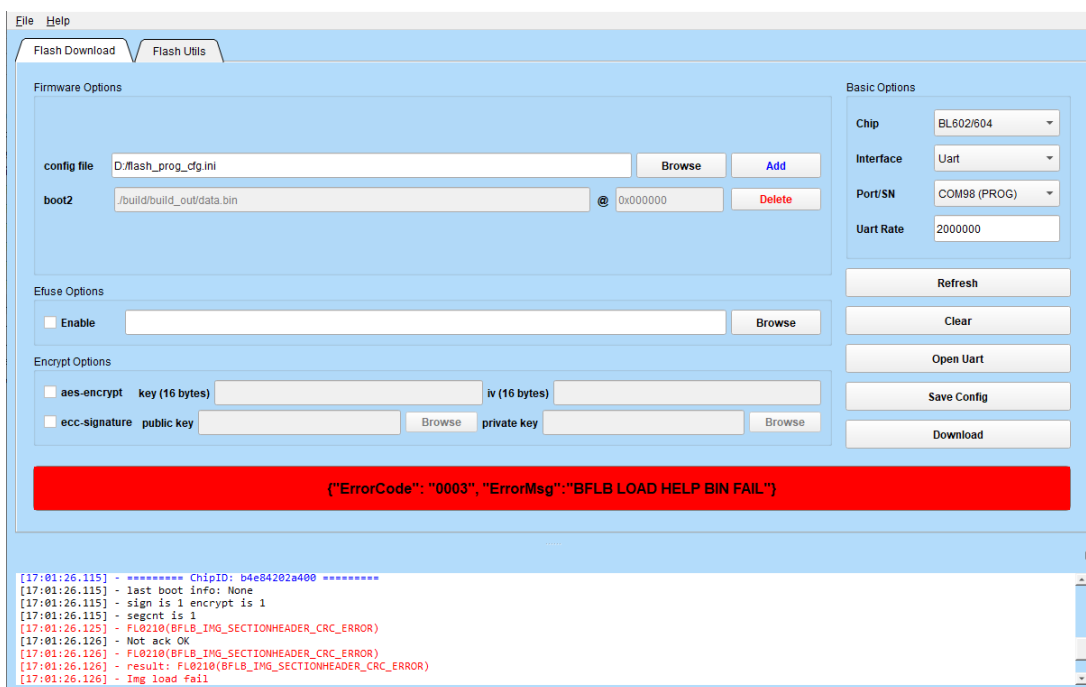 File Help
Flash Download Flash Utils
Firmware Options
config file D:/flash_prog_cfg.ini Browse Add
boot2 ./build/build_out/data.bin @ 0x000000 Delete
Efuse Options
Enable Browse
Encrypt Options
aes-encrypt key (16 bytes) iv (16 bytes)
ecc-signature public key Browse private key Browse
Basic Options
Chip BL602/604
Interface Uart
Port/SN COM98 (PROG)
Uart Rate 2000000
Refresh
Clear
Open Uart
Save Config
Download
{"ErrorCode": "0003", "ErrorMsg":"BFLB LOAD HELP BIN FAIL"}
[17:01:26.115] - ========= ChipID: b4e84202a400 =========
[17:01:26.115] - last boot info: None
[17:01:26.115] - sign is 1 encrypt is 1
[17:01:26.115] - segcnt is 1
[17:01:26.125] - FL0210(BFLB_IMG_SECTIONHEADER_CRC_ERROR)
[17:01:26.126] - Not ack OK
[17:01:26.126] - FL0210(BFLB_IMG_SECTIONHEADER_CRC_ERROR)
[17:01:26.126] - result: FL0210(BFLB_IMG_SECTIONHEADER_CRC_ERROR)
[17:01:26.126] - Img load fail